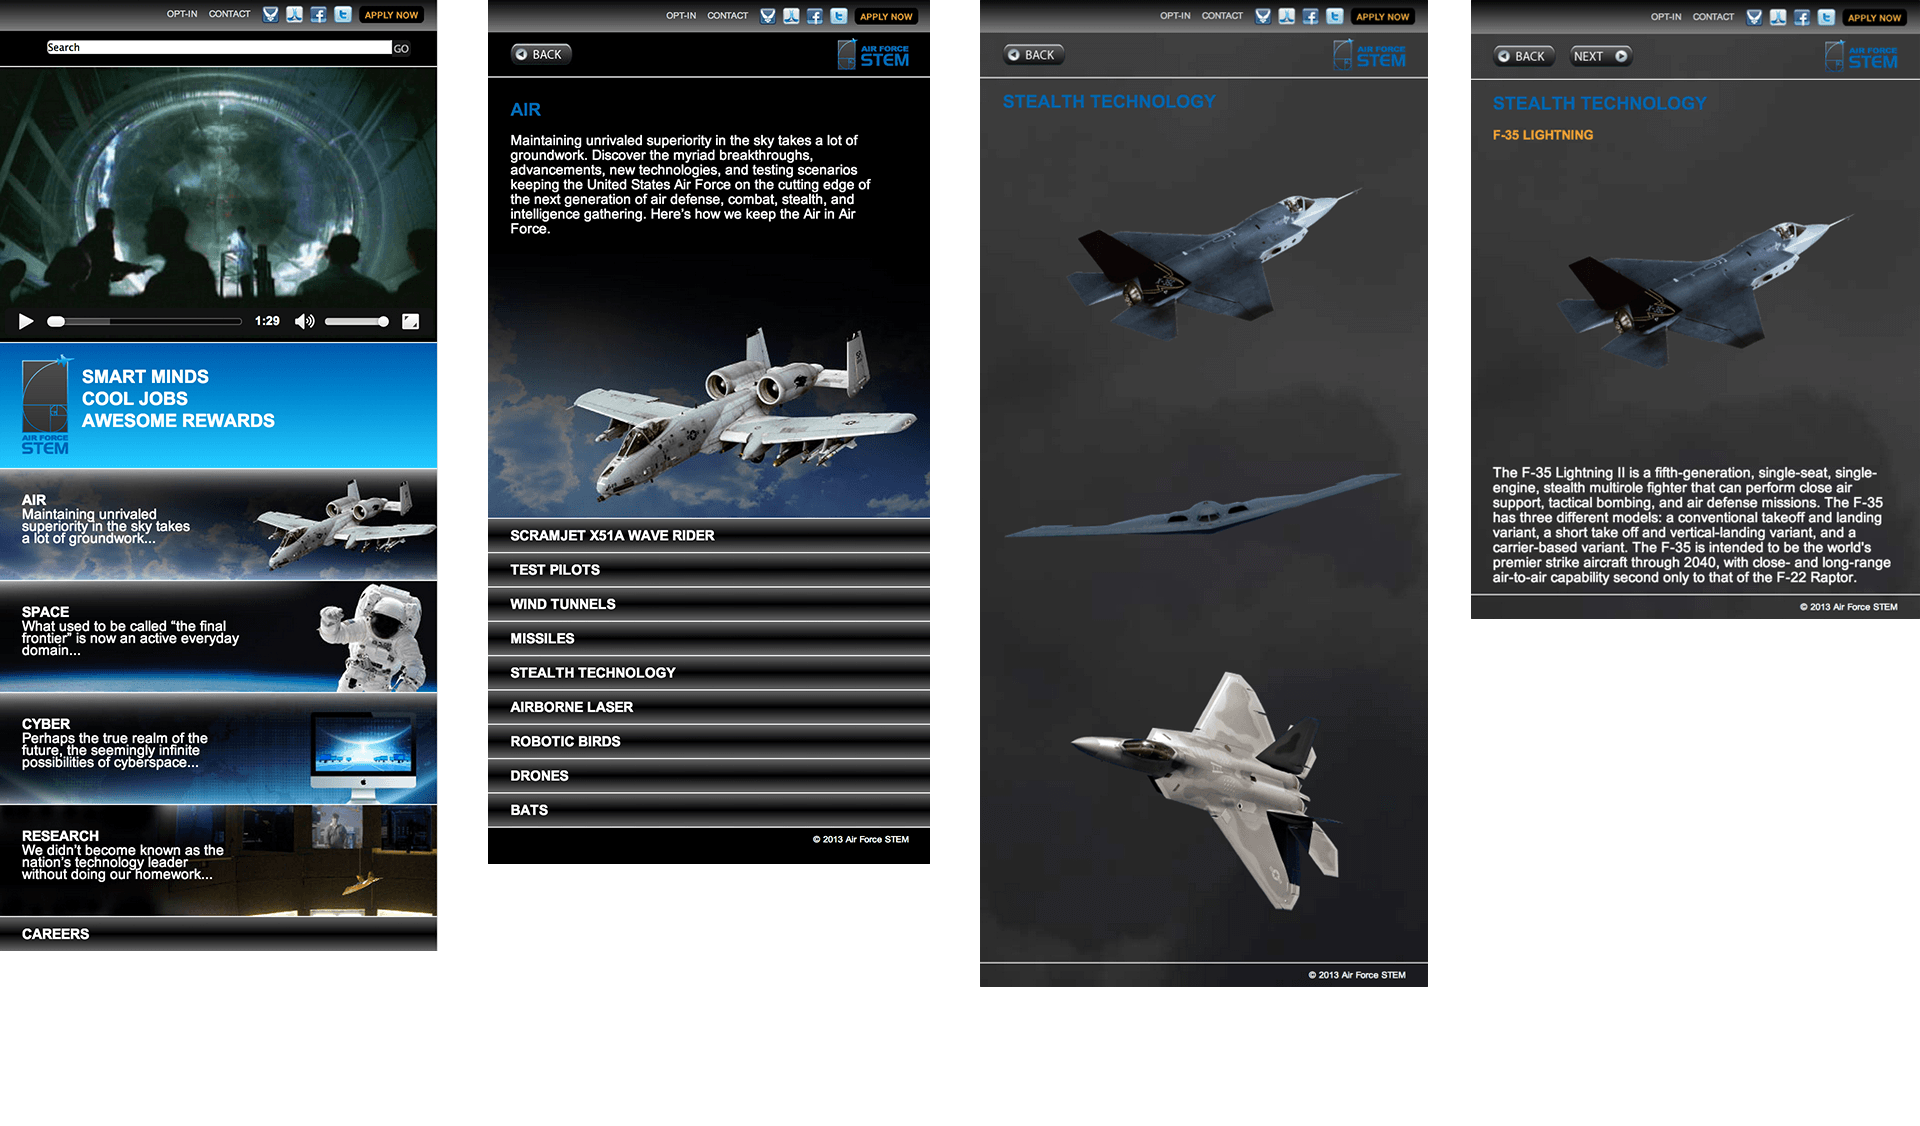 OPT-IN CONTACT APPLY NOW
Search GO
1:29
SMART MINDS
COOL JOBS
AWESOME REWARDS
AIR FORCE
STEM
AIR
Maintaining unrivaled
superiority in the sky takes
a lot of groundwork...
SPACE
What used to be called “the final
frontier” is now an active everyday
domain...
CYBER
Perhaps the true realm of the
future, the seemingly infinite
possibilities of cyberspace...
RESEARCH
We didn’t become known as the
nation’s technology leader
without doing our homework...
CAREERS
OPT-IN CONTACT APPLY NOW
BACK
AIR FORCE
STEM
AIR
Maintaining unrivaled superiority in the sky takes a lot of
groundwork. Discover the myriad breakthroughs,
advancements, new technologies, and testing scenarios
keeping the United States Air Force on the cutting edge of
the next generation of air defense, combat, stealth, and
intelligence gathering. Here’s how we keep the Air in Air
Force.
SCRAMJET X51A WAVE RIDER
TEST PILOTS
WIND TUNNELS
MISSILES
STEALTH TECHNOLOGY
AIRBORNE LASER
ROBOTIC BIRDS
DRONES
BATS
© 2013 Air Force STEM
OPT-IN CONTACT APPLY NOW
BACK
AIR FORCE
STEM
STEALTH TECHNOLOGY
© 2013 Air Force STEM
OPT-IN CONTACT APPLY NOW
BACK NEXT
AIR FORCE
STEM
STEALTH TECHNOLOGY
F-35 LIGHTNING
The F-35 Lightning II is a fifth-generation, single-seat, single-
engine, stealth multirole fighter that can perform close air
support, tactical bombing, and air defense missions. The F-35
has three different models: a conventional takeoff and landing
variant, a short take off and vertical-landing variant, and a
carrier-based variant. The F-35 is intended to be the world’s
premier strike aircraft through 2040, with close- and long-range
air-to-air capability second only to that of the F-22 Raptor.
© 2013 Air Force STEM